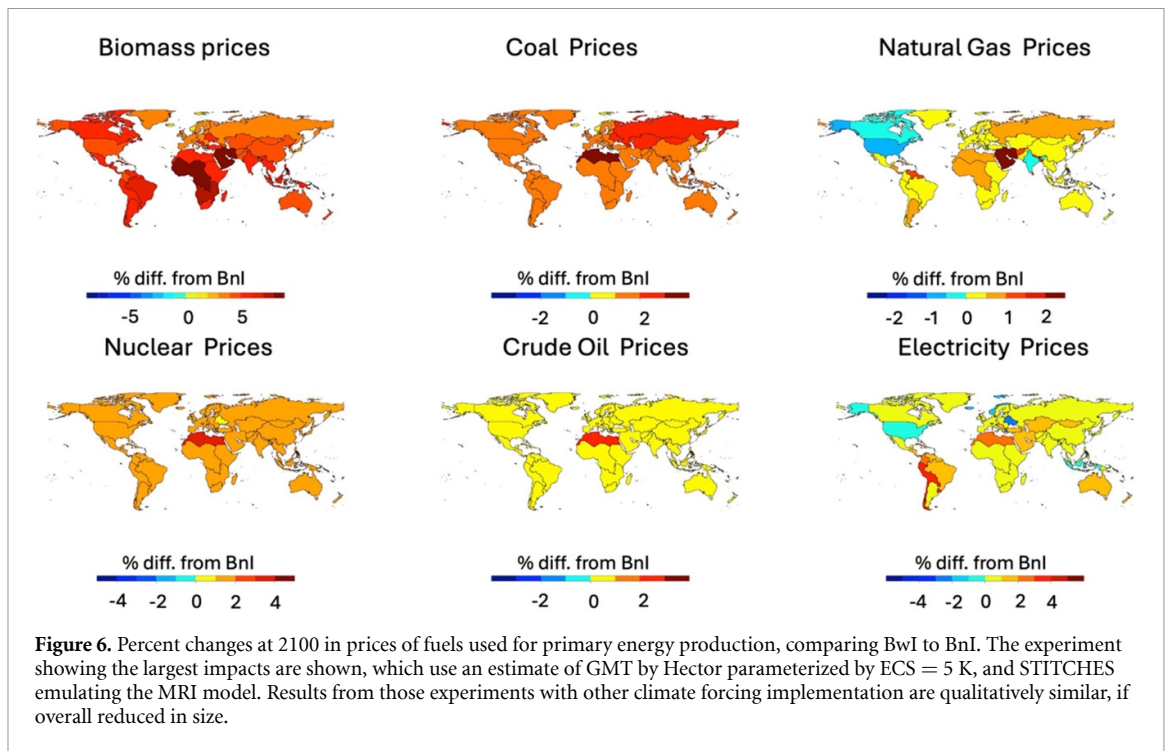 Biomass prices
Coal Prices
Natural Gas Prices
% diff. from BnI
-5 0 5
% diff. from BnI
-2 0 2
% diff. from BnI
-2 -1 0 1 2
Nuclear Prices
Crude Oil Prices
Electricity Prices
% diff. from BnI
-4 -2 0 2 4
% diff. from BnI
-2 0 2
% diff. from BnI
-4 -2 0 2 4
Figure 6. Percent changes at 2100 in prices of fuels used for primary energy production, comparing BwI to BnI. The experiment
showing the largest impacts are shown, which use an estimate of GMT by Hector parameterized by ECS = 5 K, and STITCHES
emulating the MRI model. Results from those experiments with other climate forcing implementation are qualitatively similar, if
overall reduced in size.